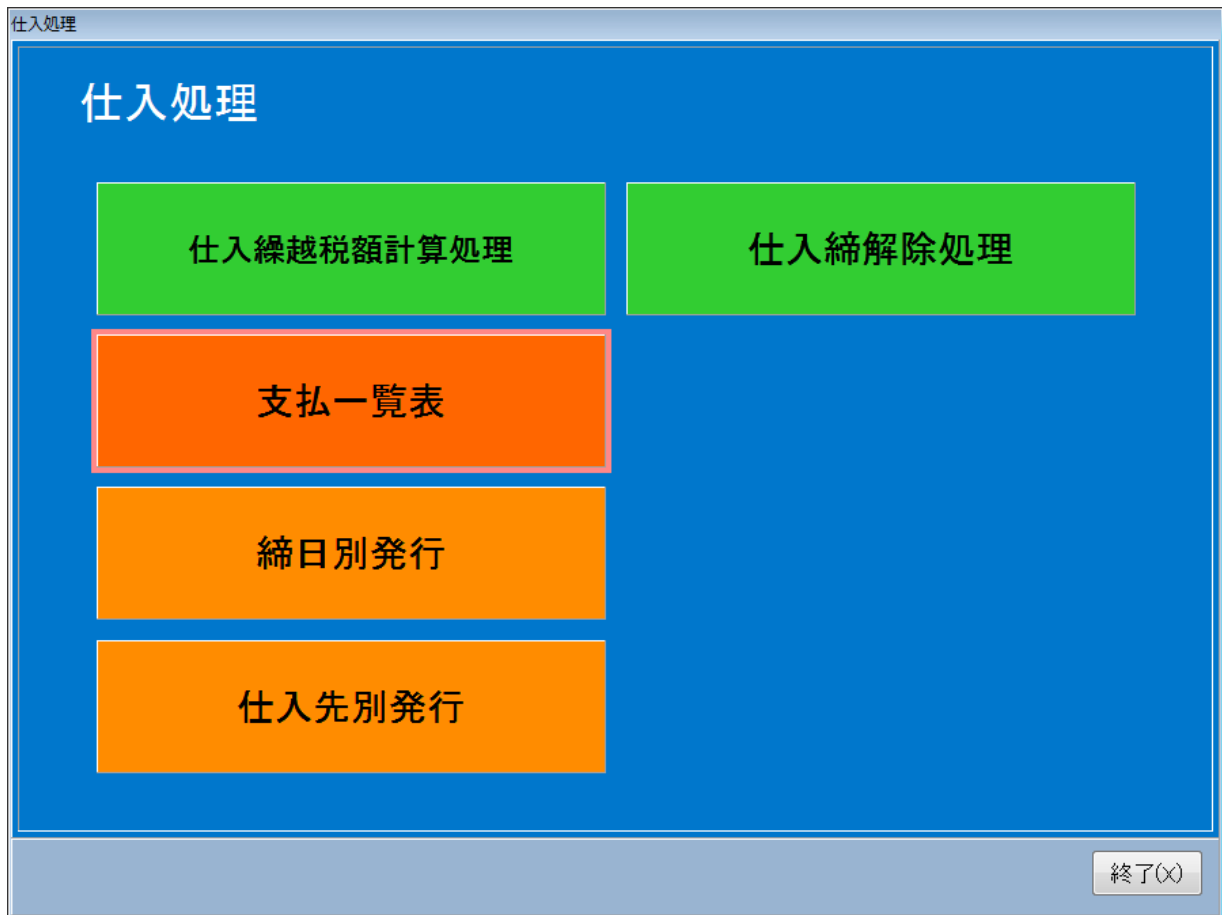 仕入処理
仕入処理
仕入繰越税額計算処理
仕入締解除処理
支払一覧表
締日別発行
仕入先別発行
終了(X)